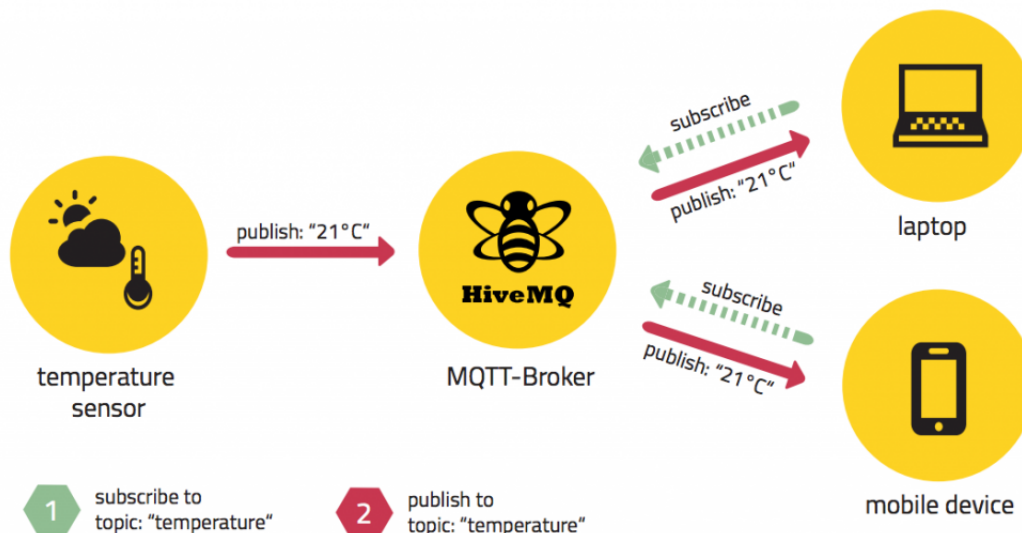 subscribe
publish: “21°C“
laptop
publish: “21°C“
HiveMQ
temperature
sensor
MQTT-Broker
subscribe
publish: “21°C“
mobile device
1
subscribe to
topic: “temperature“
2
publish to
topic: “temperature“